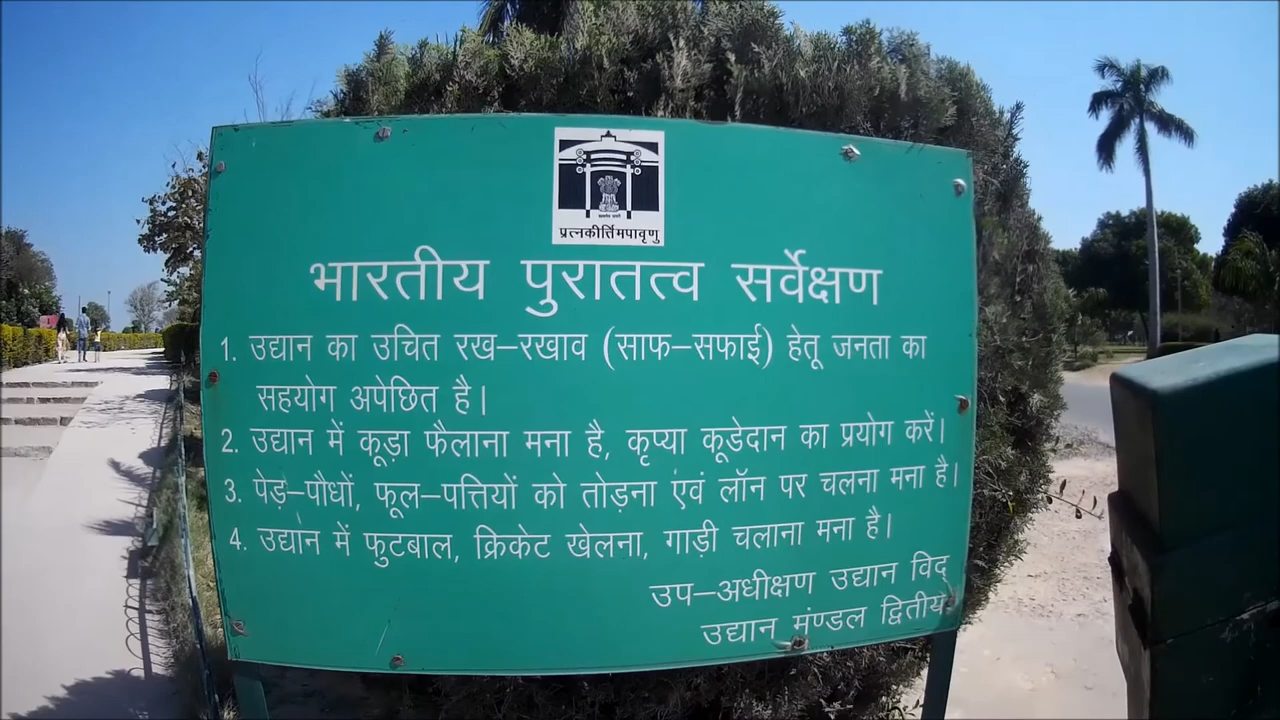 प्रत्नकीर्तिमपावृणु
भारतीय पुरातत्व सर्वेक्षण
1. उद्यान का उचित रख–रखाव (साफ–सफाई) हेतू जनता का
सहयोग अपेछित है।
2. उद्यान में कूड़ा फैलाना मना है, कृप्या कूडेदान का प्रयोग करें।
3. पेड़–पौधों, फूल–पत्तियों को तोड़ना एंवं लॉन पर चलना मना है।
4. उद्यान में फुटबाल, क्रिकेट खेलना, गाड़ी चलाना मना है।
उप–अधीक्षण उद्यान विद्
उद्यान मंण्डल द्वितीय